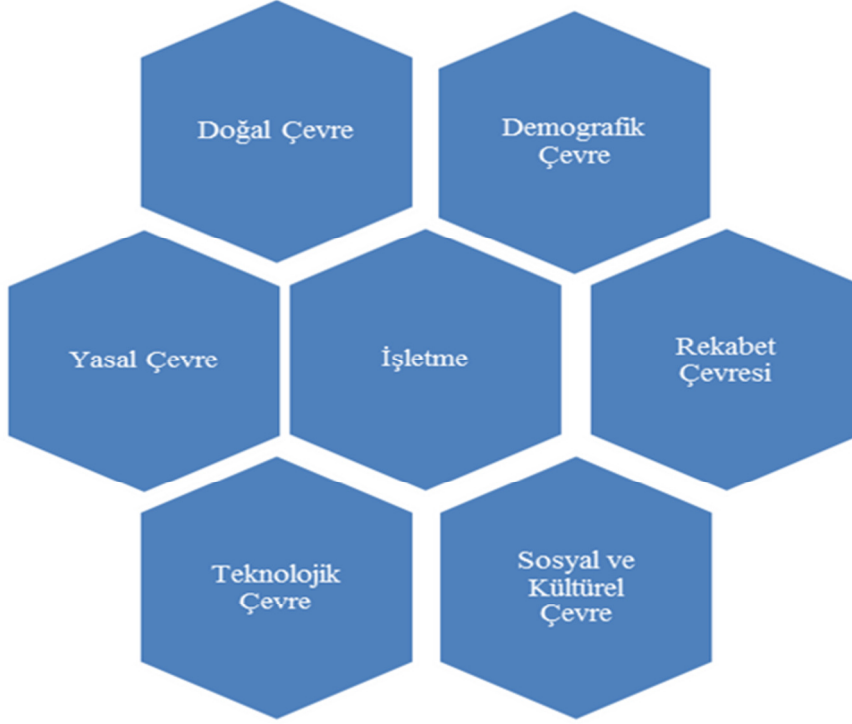 Doğal Çevre
Demografik
Çevre
Yasal Çevre
İşletme
Rekabet
Çevresi
Teknolojik
Çevre
Sosyal ve
Kültürel
Çevre